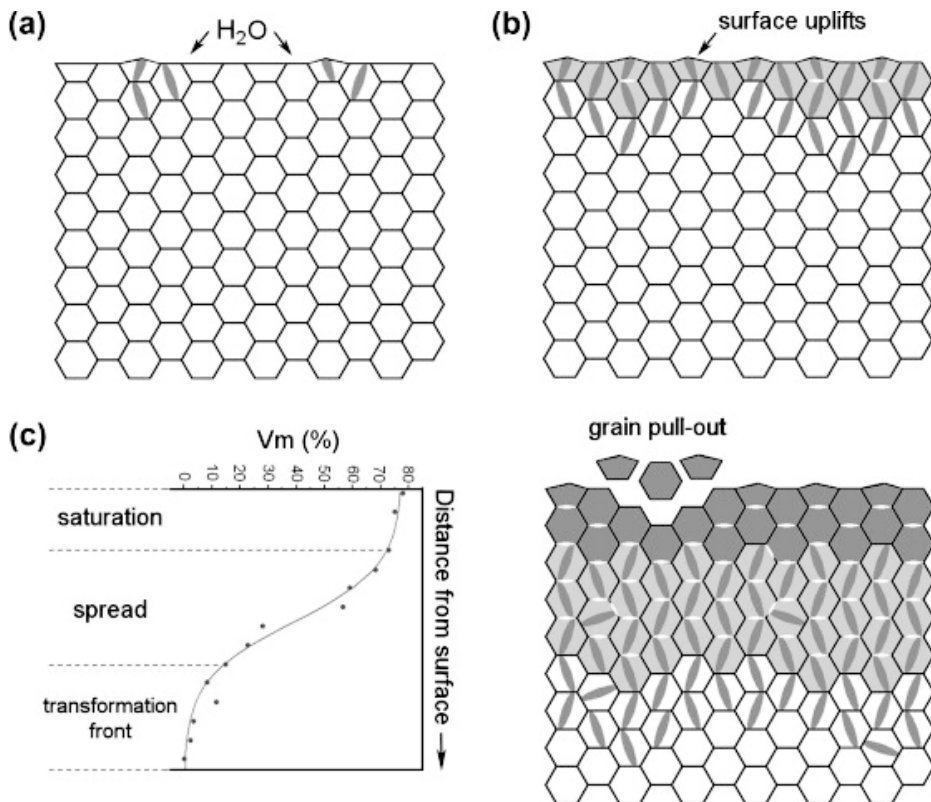 (a)
H₂O
(b)
surface uplifts
(c)
Vm (%)
0 10 20 30 40 50 60 70 80
saturation
spread
transformation
front
Distance from surface
grain pull-out